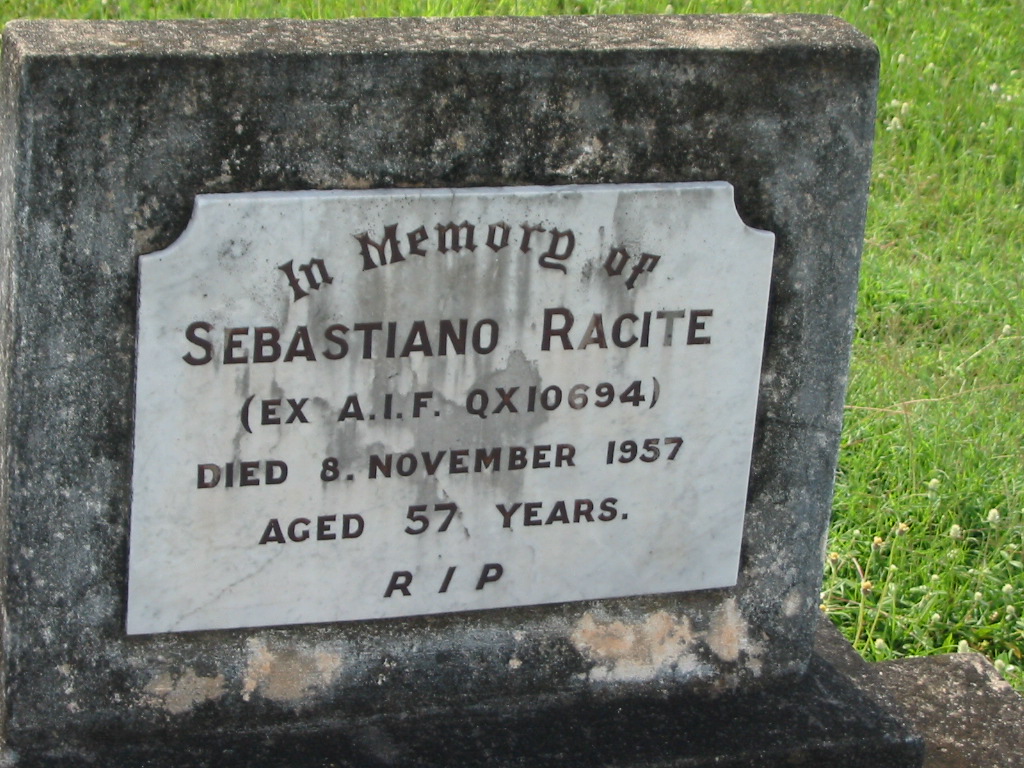 In Memory of
SEBASTIANO RACITE
(EX A.I.F. QX10694)
DIED 8. NOVEMBER 1957
AGED 57 YEARS.
R I P